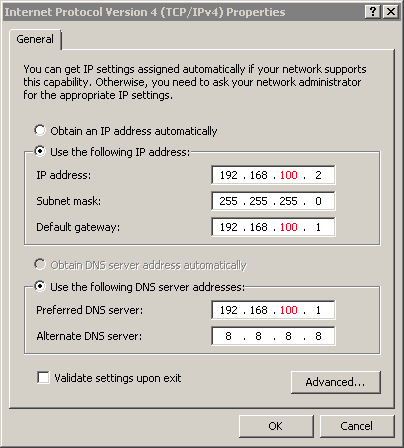 Internet Protocol Version 4 (TCP/IPv4) Properties
General
You can get IP settings assigned automatically if your network supports
this capability. Otherwise, you need to ask your network administrator
for the appropriate IP settings.
Obtain an IP address automatically
Use the following IP address:
IP address: 192 . 168 . 100 . 2
Subnet mask: 255 . 255 . 255 . 0
Default gateway: 192 . 168 . 100 . 1
Obtain DNS server address automatically
Use the following DNS server addresses:
Preferred DNS server: 192 . 168 . 100 . 1
Alternate DNS server: 8 . 8 . 8 . 8
Validate settings upon exit
Advanced...
OK Cancel